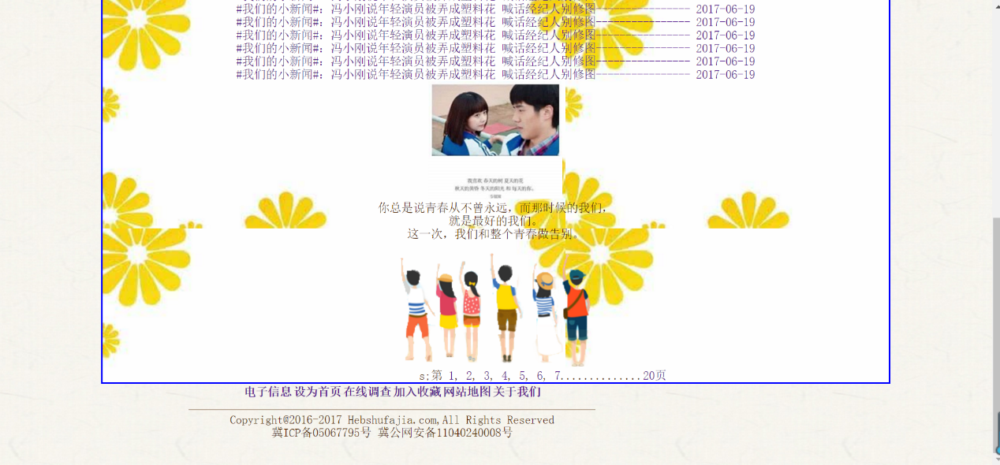 #我们的小新闻#: 冯小刚说年轻演员被弄成塑料花 喊话经纪人别修图---------------- 2017-06-19
#我们的小新闻#: 冯小刚说年轻演员被弄成塑料花 喊话经纪人别修图---------------- 2017-06-19
#我们的小新闻#: 冯小刚说年轻演员被弄成塑料花 喊话经纪人别修图---------------- 2017-06-19
#我们的小新闻#: 冯小刚说年轻演员被弄成塑料花 喊话经纪人别修图---------------- 2017-06-19
#我们的小新闻#: 冯小刚说年轻演员被弄成塑料花 喊话经纪人别修图---------------- 2017-06-19
#我们的小新闻#: 冯小刚说年轻演员被弄成塑料花 喊话经纪人别修图---------------- 2017-06-19
我喜欢 春天的树 夏天的花
秋天的黄昏 冬天的阳光 和 每天的你。
你总是说青春从不曾永远，而那时候的我们，
就是最好的我们。
这一次，我们和整个青春做告别。
s:第 1, 2, 3, 4, 5, 6, 7..............20页
电子信息 设为首页 在线调查 加入收藏 网站地图 关于我们
Copyright@2016-2017 Hebshufajia.com,All Rights Reserved
冀ICP备05067795号 冀公网安备11040240008号